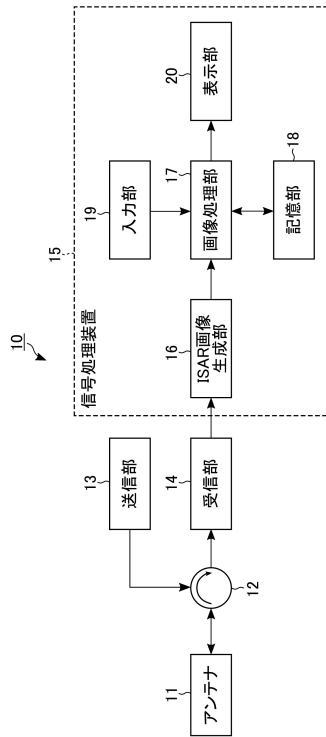 10
15
信号処理装置
13
送信部
19
入力部
11
アンテナ
12
14
受信部
16
ISAR画像
生成部
17
画像処理部
20
表示部
18
記憶部